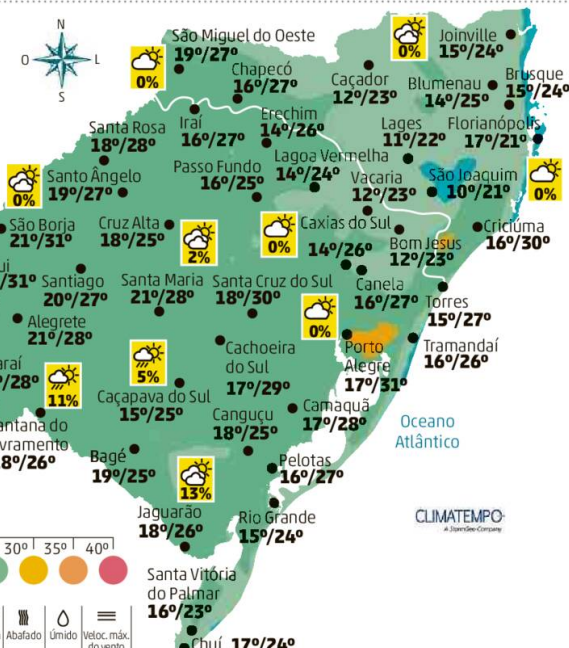 N
O
L
S
São Miguel do Oeste
19º/27º
0%
Chapecó
16º/27º
Caçador
12º/23º
0%
Joinville
15º/24º
Blumenau
14º/25º
Brusque
15º/24º
Santa Rosa
18º/28º
Iraí
16º/27º
Erechim
14º/26º
Lages
11º/22º
Florianópolis
17º/21º
0%
Santo Ângelo
19º/27º
Passo Fundo
16º/25º
Lagoa Vermelha
14º/24º
Vacaria
12º/23º
São Joaquim
10º/21º
0%
São Borja
21º/31º
Cruz Alta
18º/25º
2%
0%
Caxias do Sul
14º/26º
Bom Jesus
12º/23º
Criciúma
16º/30º
ui
/31º
Santiago
20º/27º
Santa Maria
21º/28º
Santa Cruz do Sul
18º/30º
Canela
16º/27º
Torres
15º/27º
Alegrete
21º/28º
0%
Porto
Alegre
17º/31º
Tramandaí
16º/26º
araí
º/28º
11%
5%
Cachoeira
do Sul
17º/29º
Caçapava do Sul
15º/25º
Camaquã
17º/28º
Canguçu
18º/25º
Oceano
Atlântico
antana do
vramento
8º/26º
Bagé
19º/25º
13%
Pelotas
16º/27º
Jaguarão
18º/26º
Rio Grande
15º/24º
CLIMATEMPO
A StormGeo Company
30º
35º
40º
Santa Vitória
do Palmar
16º/23º
Abafado
Úmido
Veloc. máx.
do vento
Chuí 17º/24º